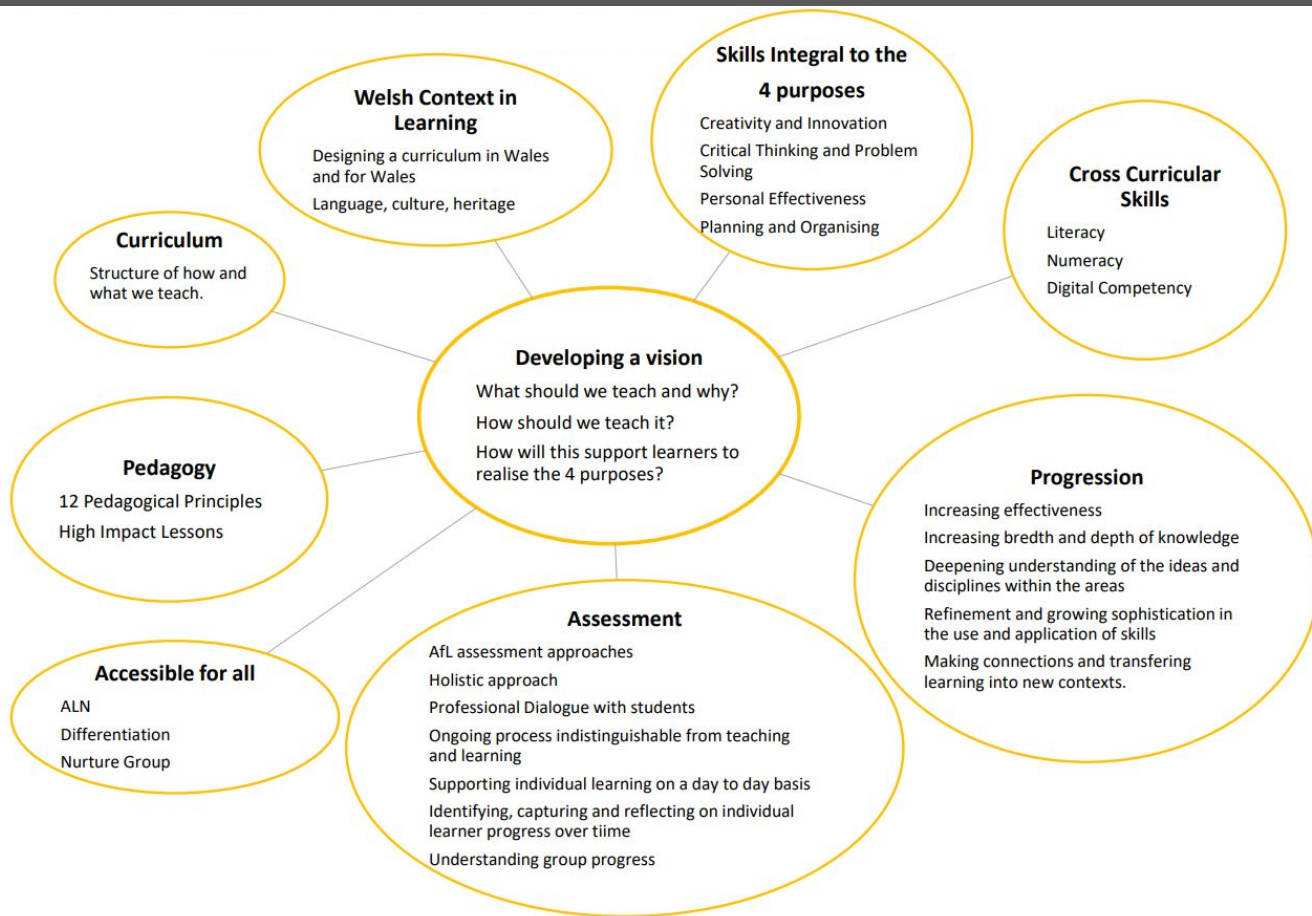 Skills Integral to the
4 purposes
Creativity and Innovation
Critical Thinking and Problem
Solving
Personal Effectiveness
Planning and Organising
Welsh Context in
Learning
Designing a curriculum in Wales
and for Wales
Language, culture, heritage
Cross Curricular
Skills
Literacy
Numeracy
Digital Competency
Curriculum
Structure of how and
what we teach.
Developing a vision
What should we teach and why?
How should we teach it?
How will this support learners to
realise the 4 purposes?
Pedagogy
12 Pedagogical Principles
High Impact Lessons
Progression
Increasing effectiveness
Increasing bredth and depth of knowledge
Deepening understanding of the ideas and
disciplines within the areas
Refinement and growing sophistication in
the use and application of skills
Making connections and transfering
learning into new contexts.
Accessible for all
ALN
Differentiation
Nurture Group
Assessment
AfL assessment approaches
Holistic approach
Professional Dialogue with students
Ongoing process indistinguishable from teaching
and learning
Supporting individual learning on a day to day basis
Identifying, capturing and reflecting on individual
learner progress over tiime
Understanding group progress